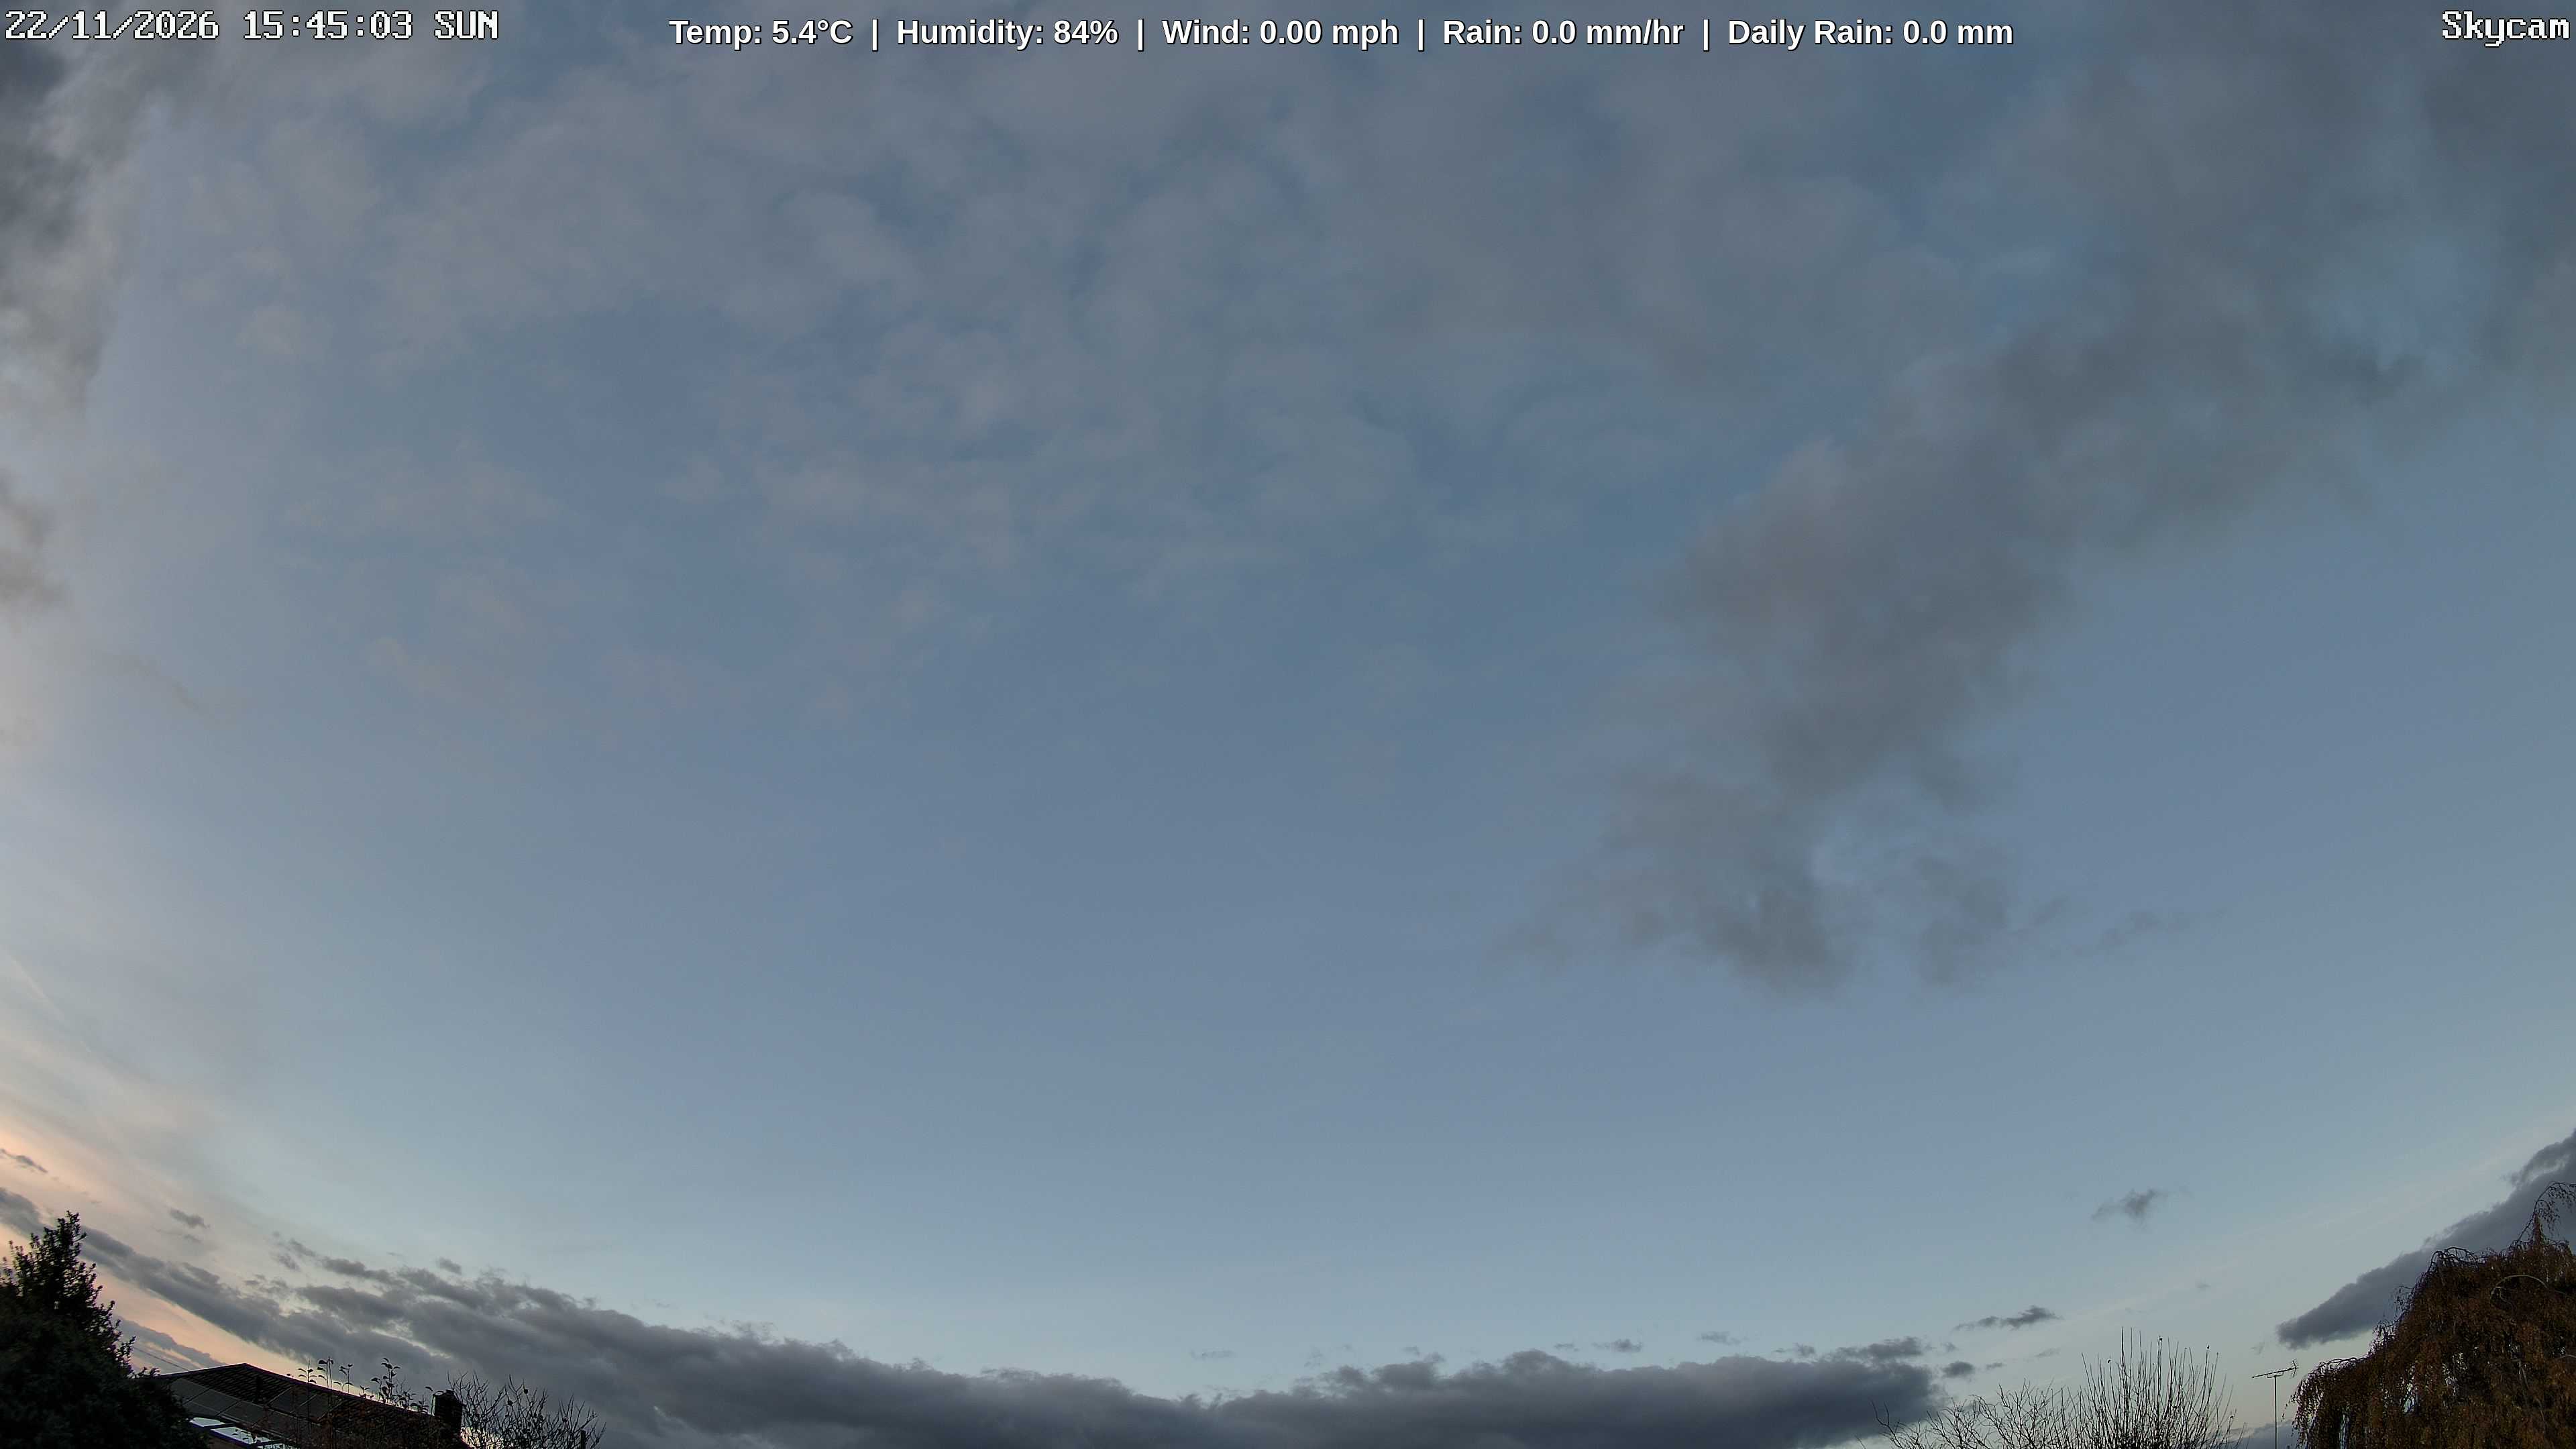 22/11/2026 15:45:03 SUN
Temp: 5.4°C | Humidity: 84% | Wind: 0.00 mph | Rain: 0.0 mm/hr | Daily Rain: 0.0 mm
Skycam